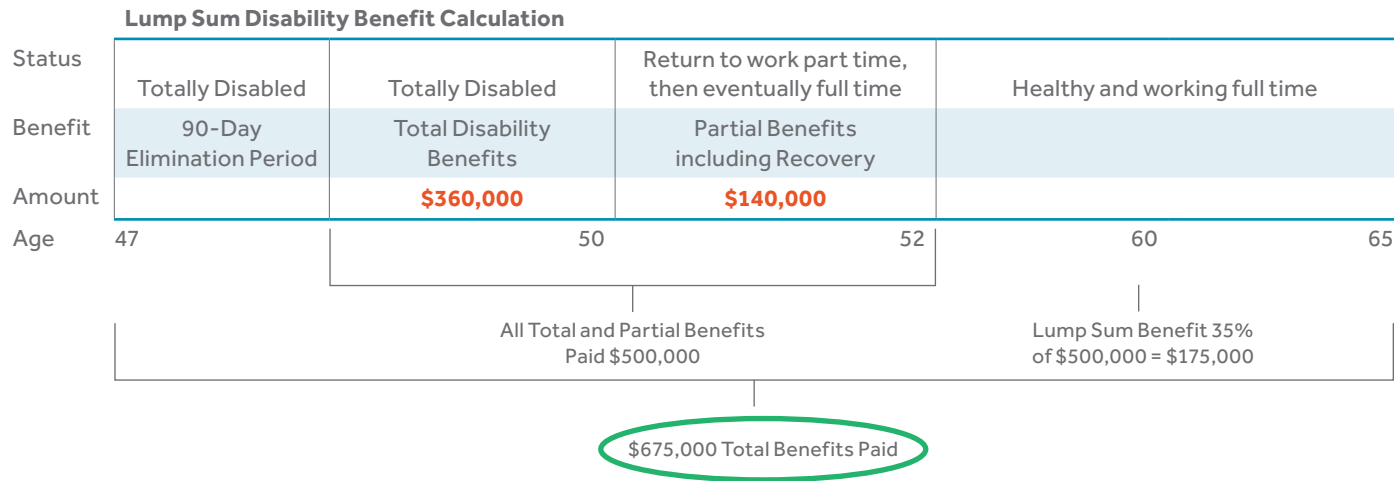 Lump Sum Disability Benefit Calculation
Status
Totally Disabled
Totally Disabled
Return to work part time,
then eventually full time
Healthy and working full time
Benefit
90-Day
Elimination Period
Total Disability
Benefits
Partial Benefits
including Recovery
Amount
$360,000
$140,000
Age
47
50
52
60
65
All Total and Partial Benefits
Paid $500,000
Lump Sum Benefit 35%
of $500,000 = $175,000
$675,000 Total Benefits Paid